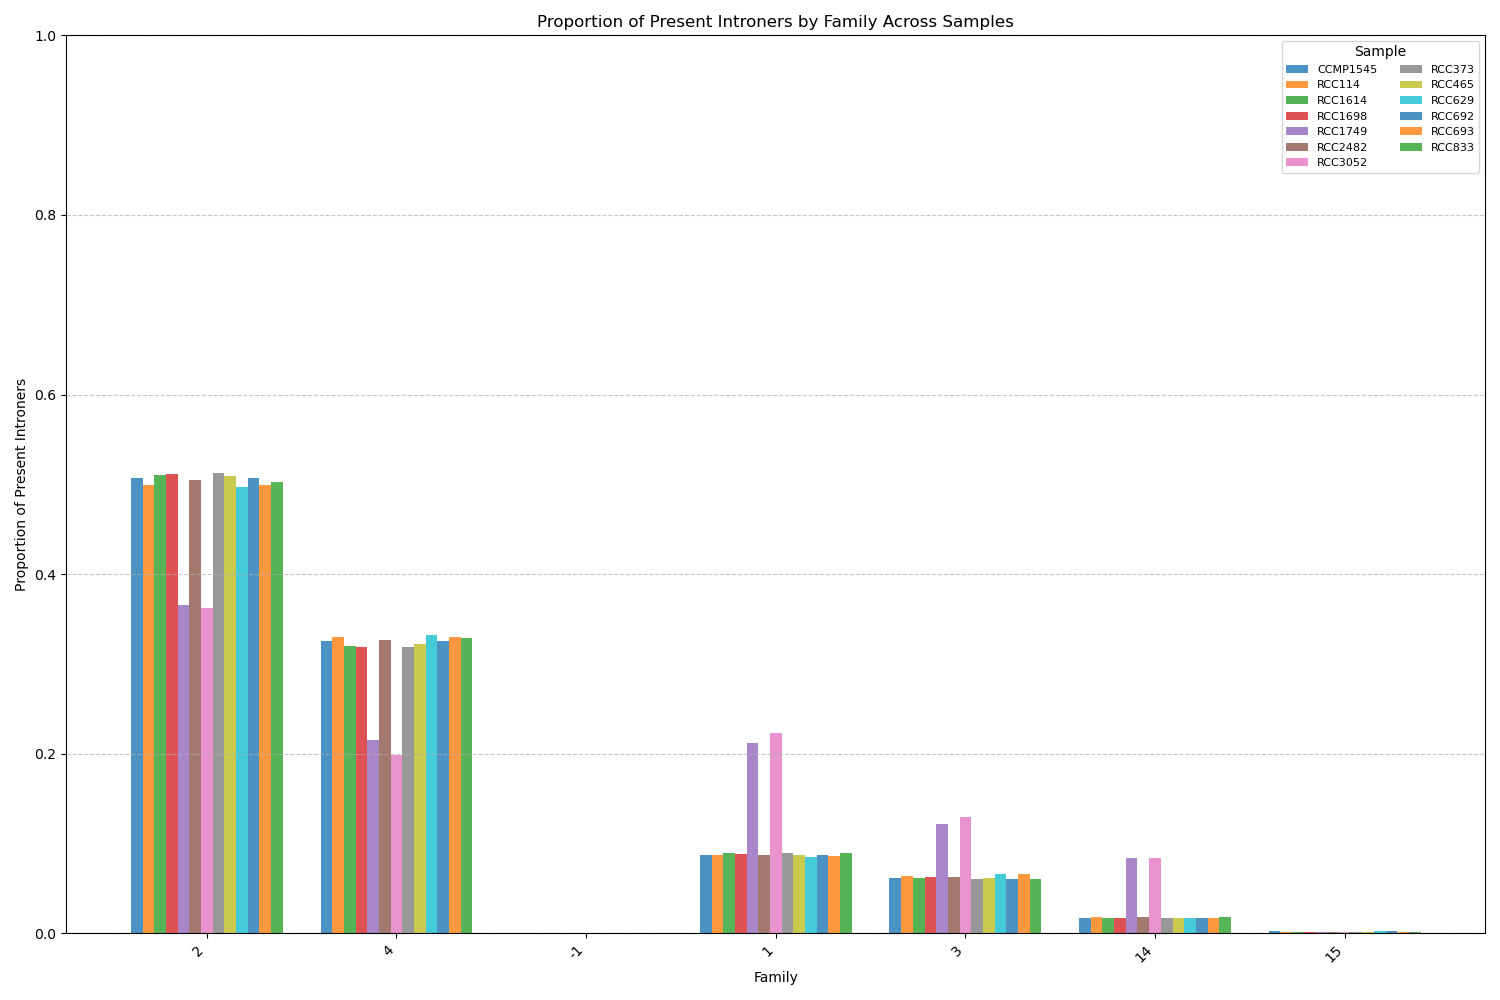 Proportion of Present Introners by Family Across Samples
Sample
CCMP1545
RCC114
RCC1614
RCC1698
RCC1749
RCC2482
RCC3052
RCC373
RCC465
RCC629
RCC692
RCC693
RCC833
Proportion of Present Introners
1.0
0.8
0.6
0.4
0.2
0.0
2
4
-1
1
3
14
15
Family